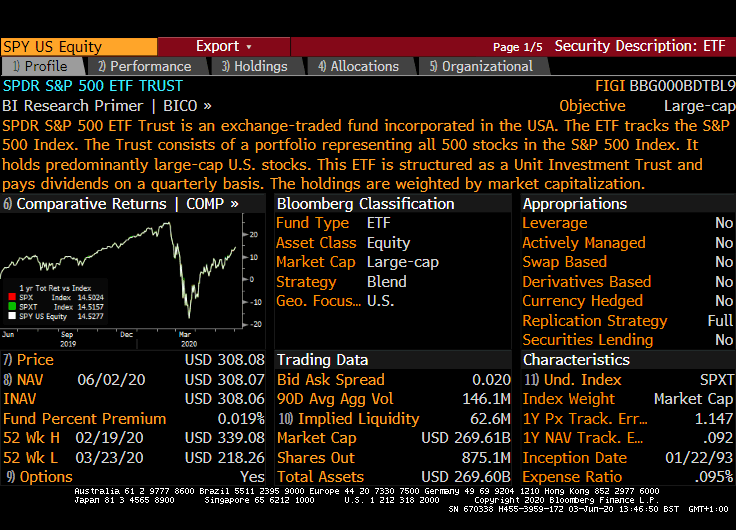 SPY US Equity Export Page 1/5 Security Description: ETF
1) Profile 2) Performance 3) Holdings 4) Allocations 5) Organizational
SPDR S&P 500 ETF TRUST FIGI BBG000BDTBL9
BI Research Primer | BICO » Objective Large-cap
SPDR S&P 500 ETF Trust is an exchange-traded fund incorporated in the USA. The ETF tracks the S&P
500 Index. The Trust consists of a portfolio representing all 500 stocks in the S&P 500 Index. It
holds predominantly large-cap U.S. stocks. This ETF is structured as a Unit Investment Trust and
pays dividends on a quarterly basis. The holdings are weighted by market capitalization.
6) Comparative Returns | COMP »
20
10
0
-10
-20
1 yr Tot Ret vs Index
SPX Index 14.5024
SPXT Index 14.5157
SPY US Equity 14.5277
Jun Sep Dec Mar
2019 2020
Bloomberg Classification
Fund Type ETF
Asset Class Equity
Market Cap Large-cap
Strategy Blend
Geo. Focus... U.S.
Appropriations
Leverage No
Actively Managed No
Swap Based No
Derivatives Based No
Currency Hedged No
Replication Strategy Full
Securities Lending No
7) Price USD 308.08
8) NAV 06/02/20 USD 308.07
INAV USD 308.06
Fund Percent Premium 0.019%
52 Wk H 02/19/20 USD 339.08
52 Wk L 03/23/20 USD 218.26
9) Options Yes
Trading Data
Bid Ask Spread 0.020
90D Avg Agg Vol 146.1M
10) Implied Liquidity 62.6M
Market Cap USD 269.61B
Shares Out 875.1M
Total Assets USD 269.60B
Characteristics
11) Und. Index SPXT
Index Weight Market Cap
1Y Px Track. Err... 1.147
1Y NAV Track. E... .092
Inception Date 01/22/93
Expense Ratio .095%
Australia 61 2 9777 8600 Brazil 5511 2395 9000 Europe 44 20 7330 7500 Germany 49 69 9204 1210 Hong Kong 852 2977 6000
Japan 81 3 4565 8900 Singapore 65 6212 1000 U.S. 1 212 318 2000 Copyright 2020 Bloomberg Finance L.P.
SN 670338 H455-3959-172 03-Jun-20 13:46:50 BST GMT+1:00